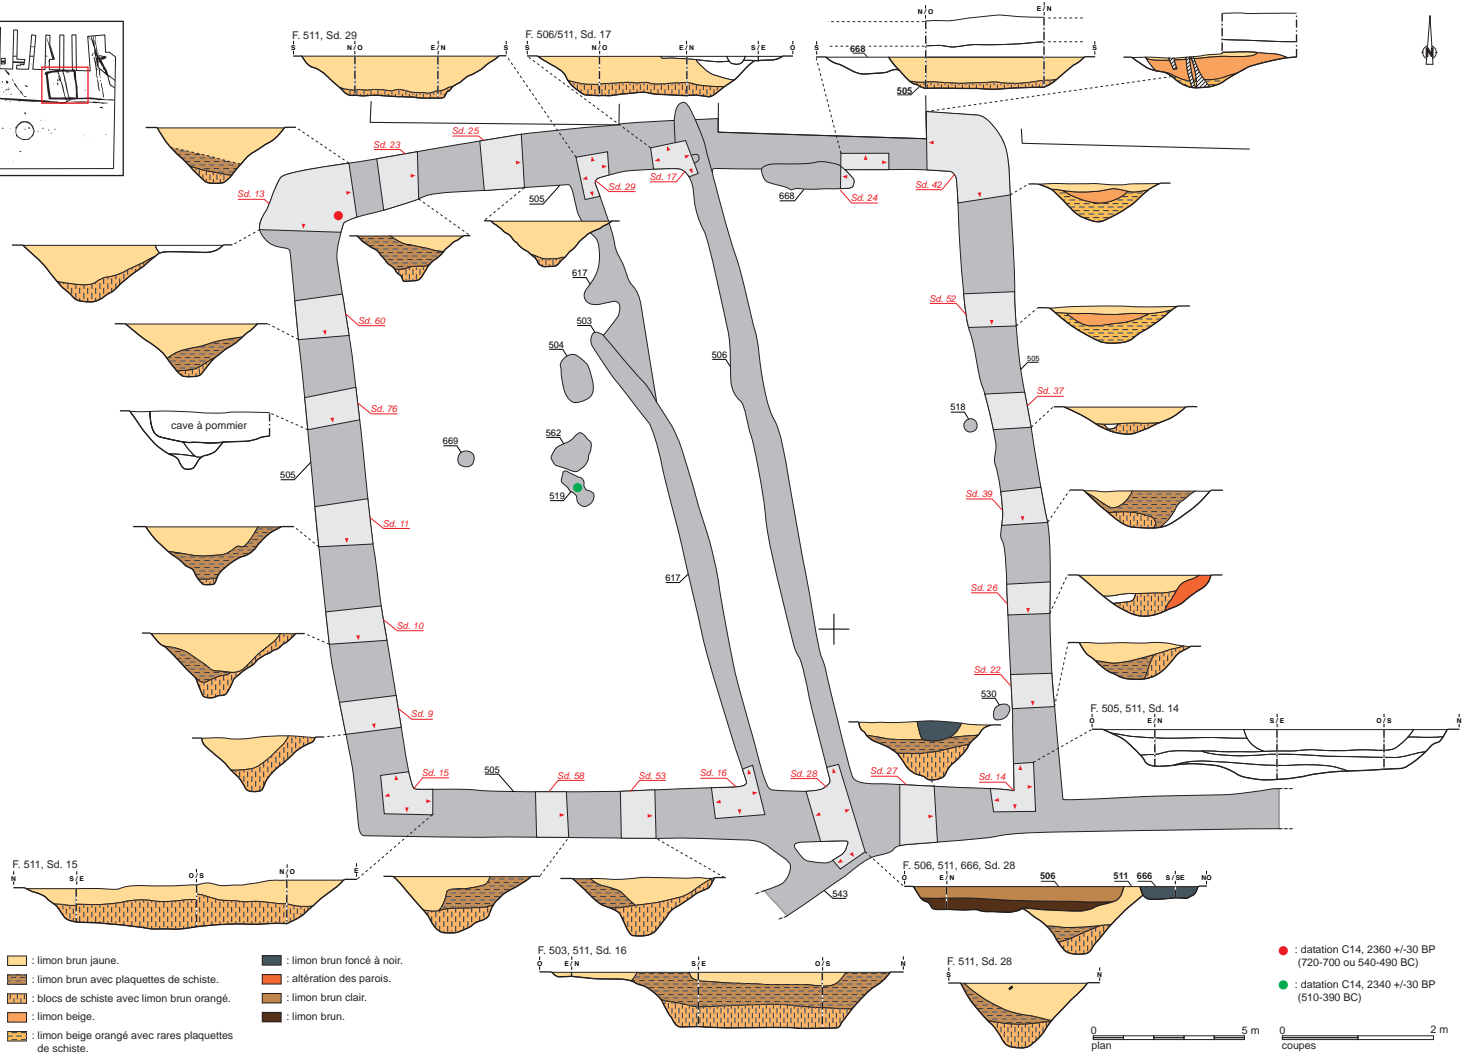 F. 511, Sd. 29
S N/O E/N S
F. 506/511, Sd. 17
S N/O E/N S/E O
N/O E/N
S 668 S
505
N
Sd. 25
Sd. 23
Sd. 13
505
Sd. 29
Sd. 17
668
Sd. 24
Sd. 42
617
503
504
Sd. 60
506
Sd. 52
505
Sd. 76
Sd. 37
518
cave à pommier
562
669
505
519
Sd. 39
Sd. 11
617
Sd. 26
Sd. 10
Sd. 22
530
Sd. 9
F. 505, 511, Sd. 14
O E/N S/E O/S N
Sd. 15
505
Sd. 58
Sd. 53
Sd. 16
Sd. 28
Sd. 27
Sd. 14
F. 511, Sd. 15
N S/E O/S N/O E
F. 506, 511, 666, Sd. 28
O E/N 506 511 666 S/SE NO
543
F. 503, 511, Sd. 16
O E/N S/E O/S N
F. 511, Sd. 28
S N
: limon brun jaune.
: limon brun avec plaquettes de schiste.
: blocs de schiste avec limon brun orangé.
: limon beige.
: limon beige orangé avec rares plaquettes
de schiste.
: limon brun foncé à noir.
: altération des parois.
: limon brun clair.
: limon brun.
: datation C14, 2360 +/-30 BP
(720-700 ou 540-490 BC)
: datation C14, 2340 +/-30 BP
(510-390 BC)
0 5 m
plan
0 2 m
coupes